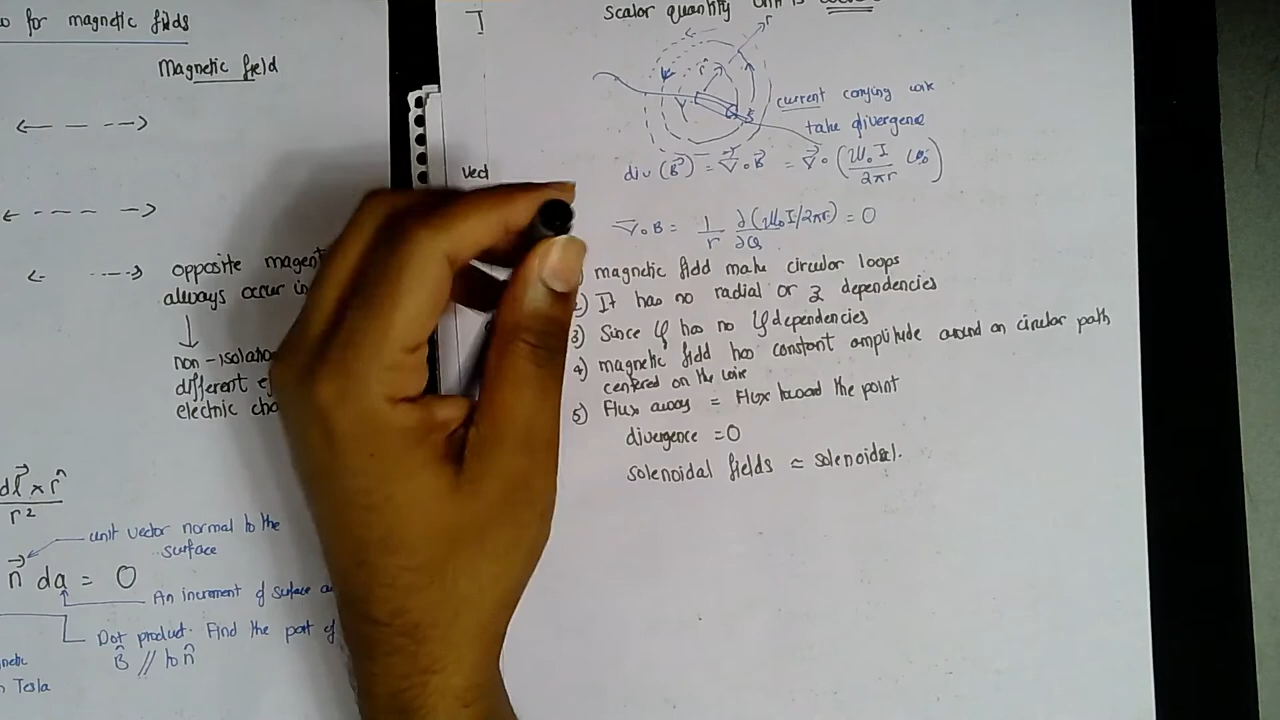 for magnetic fields
Magnetic field
opposite
always occur in
non-isolation
different
electric
dl⃗ × r̂
r²
unit vector normal to the
surface
n⃗ da = 0
An increment of surface
Dot product. Find the part of
B̂ // to n̂
Tesla
Scalar quantity
r
r̂
current carrying
take divergence
div (B⃗) = ∇⃗ ∘ B⃗ = ∇⃗ ∘ (μ₀I / 2πr
∇ ∘ B = 1/r ∂(μ₀I/2πr) = 0
magnetic field make circular loops
2) It has no radial or z dependencies
3) Since φ has no φ dependencies
4) magnetic field has constant amplitude around an circular path
centered on the wire
5) Flux away = Flux toward the point
divergence = 0
solenoidal fields = solenoidal.